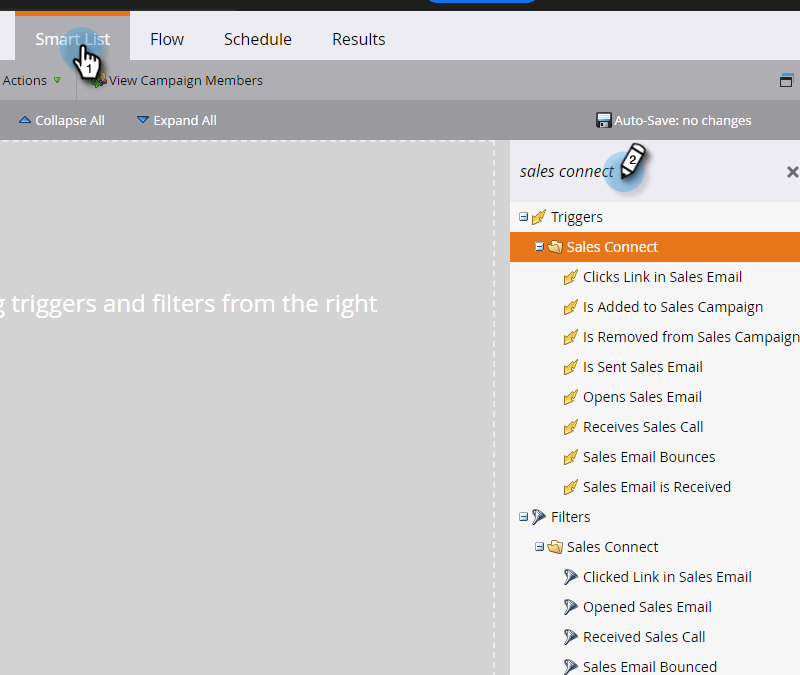 Smart List Flow Schedule Results
1
Actions View Campaign Members
Collapse All Expand All Auto-Save: no changes
sales connect 2
Triggers
Sales Connect
Clicks Link in Sales Email
triggers and filters from the right
Is Added to Sales Campaign
Is Removed from Sales Campaign
Is Sent Sales Email
Opens Sales Email
Receives Sales Call
Sales Email Bounces
Sales Email is Received
Filters
Sales Connect
Clicked Link in Sales Email
Opened Sales Email
Received Sales Call
Sales Email Bounced